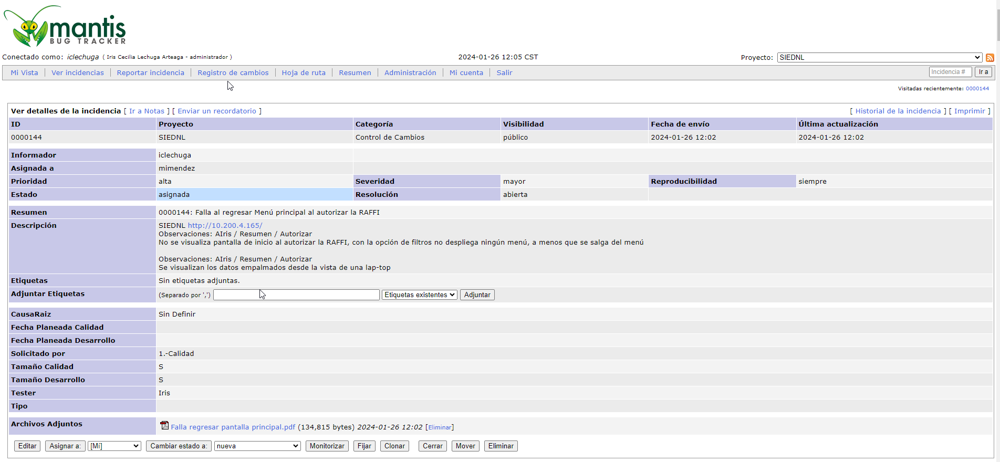 mantis
BUG TRACKER
Conectado como: iclechuga ( Iris Cecilia Lechuga Arteaga - administrador )
2024-01-26 12:05 CST
Proyecto: SIEDNL
Mi Vista | Ver incidencias | Reportar incidencia | Registro de cambios | Hoja de ruta | Resumen | Administración | Mi cuenta | Salir
Incidencia # Ir a
Visitadas recientemente: 0000144
Ver detalles de la incidencia [ Ir a Notas ] [ Enviar un recordatorio ]
[ Historial de la incidencia ] [ Imprimir ]
ID Proyecto Categoría Visibilidad Fecha de envío Última actualización
0000144 SIEDNL Control de Cambios público 2024-01-26 12:02 2024-01-26 12:02
Informador iclechuga
Asignada a mimendez
Prioridad alta Severidad mayor Reproducibilidad siempre
Estado asignada Resolución abierta
Resumen 0000144: Falla al regresar Menú principal al autorizar la RAFFI
Descripción SIEDNL http://10.200.4.165/
Observaciones: AIris / Resumen / Autorizar
No se visualiza pantalla de inicio al autorizar la RAFFI, con la opción de filtros no despliega ningún menú, a menos que se salga del menú
Observaciones: AIris / Resumen / Autorizar
Se visualizan los datos empalmados desde la vista de una lap-top
Etiquetas Sin etiquetas adjuntas.
Adjuntar Etiquetas (Separado por ',') Etiquetas existentes Adjuntar
CausaRaiz Sin Definir
Fecha Planeada Calidad
Fecha Planeada Desarrollo
Solicitado por 1.-Calidad
Tamaño Calidad S
Tamaño Desarrollo S
Tester Iris
Tipo
Archivos Adjuntos Falla regresar pantalla principal.pdf (134,815 bytes) 2024-01-26 12:02 [Eliminar]
Editar Asignar a: [Mí] Cambiar estado a: nueva Monitorizar Fijar Clonar Cerrar Mover Eliminar